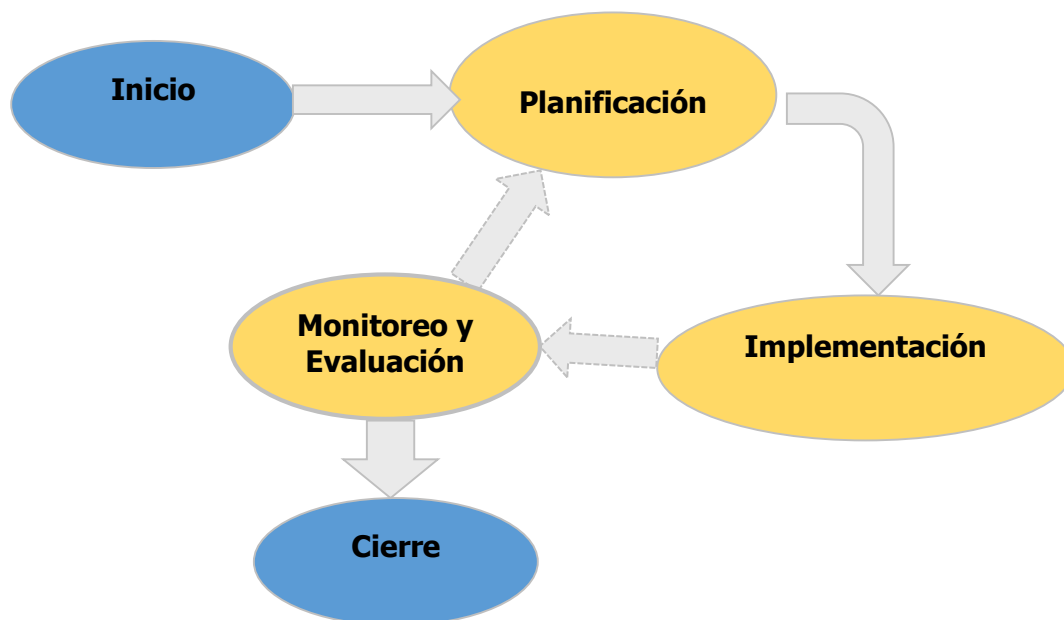 Inicio
Planificación
Monitoreo y
Evaluación
Implementación
Cierre